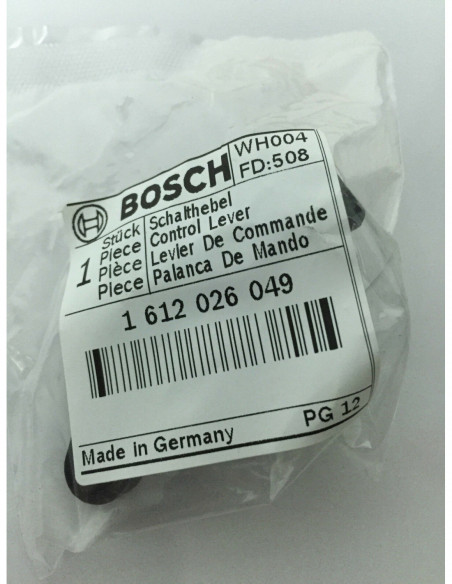 BOSCH
WH004
FD:508
1
Stück
Piece
Pièce
Piece
Schalthebel
Control Lever
Levier De Commande
Palanca De Mando
1 612 026 049
Made in Germany
PG 12